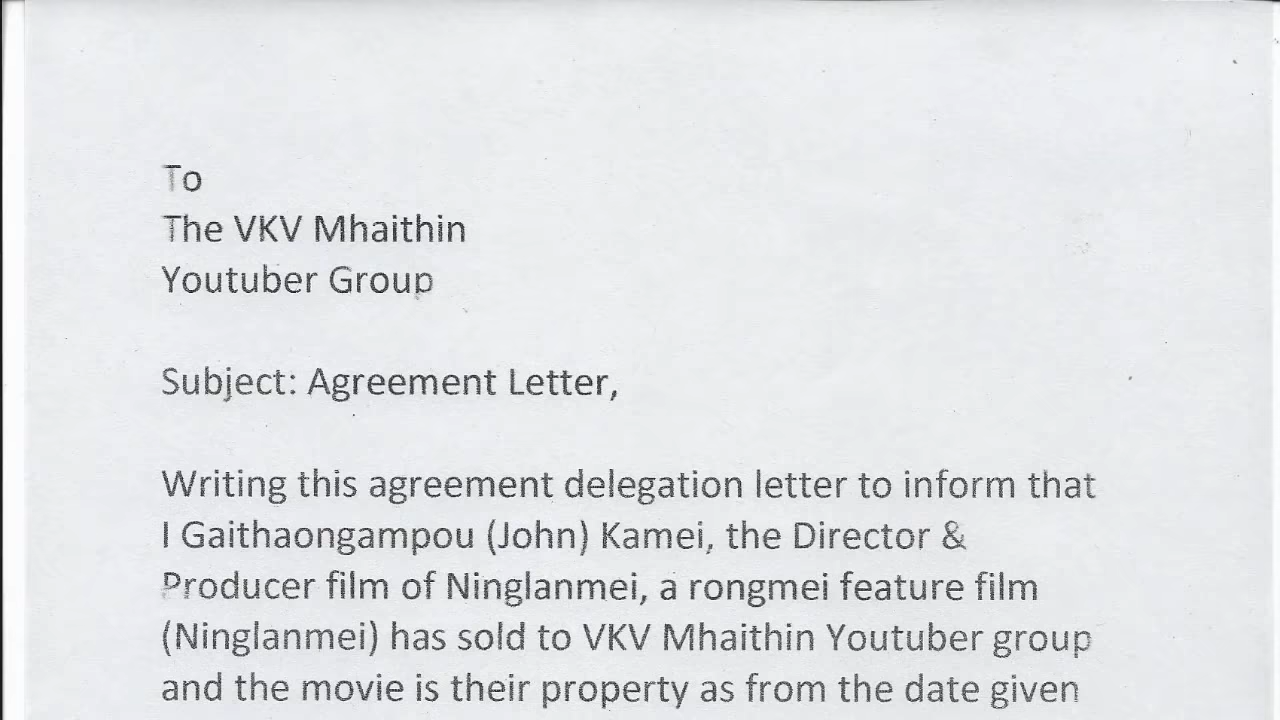 To
The VKV Mhaithin
Youtuber Group
Subject: Agreement Letter,
Writing this agreement delegation letter to inform that
I Gaithaongampou (John) Kamei, the Director &
Producer film of Ninglanmei, a rongmei feature film
(Ninglanmei) has sold to VKV Mhaithin Youtuber group
and the movie is their property as from the date given